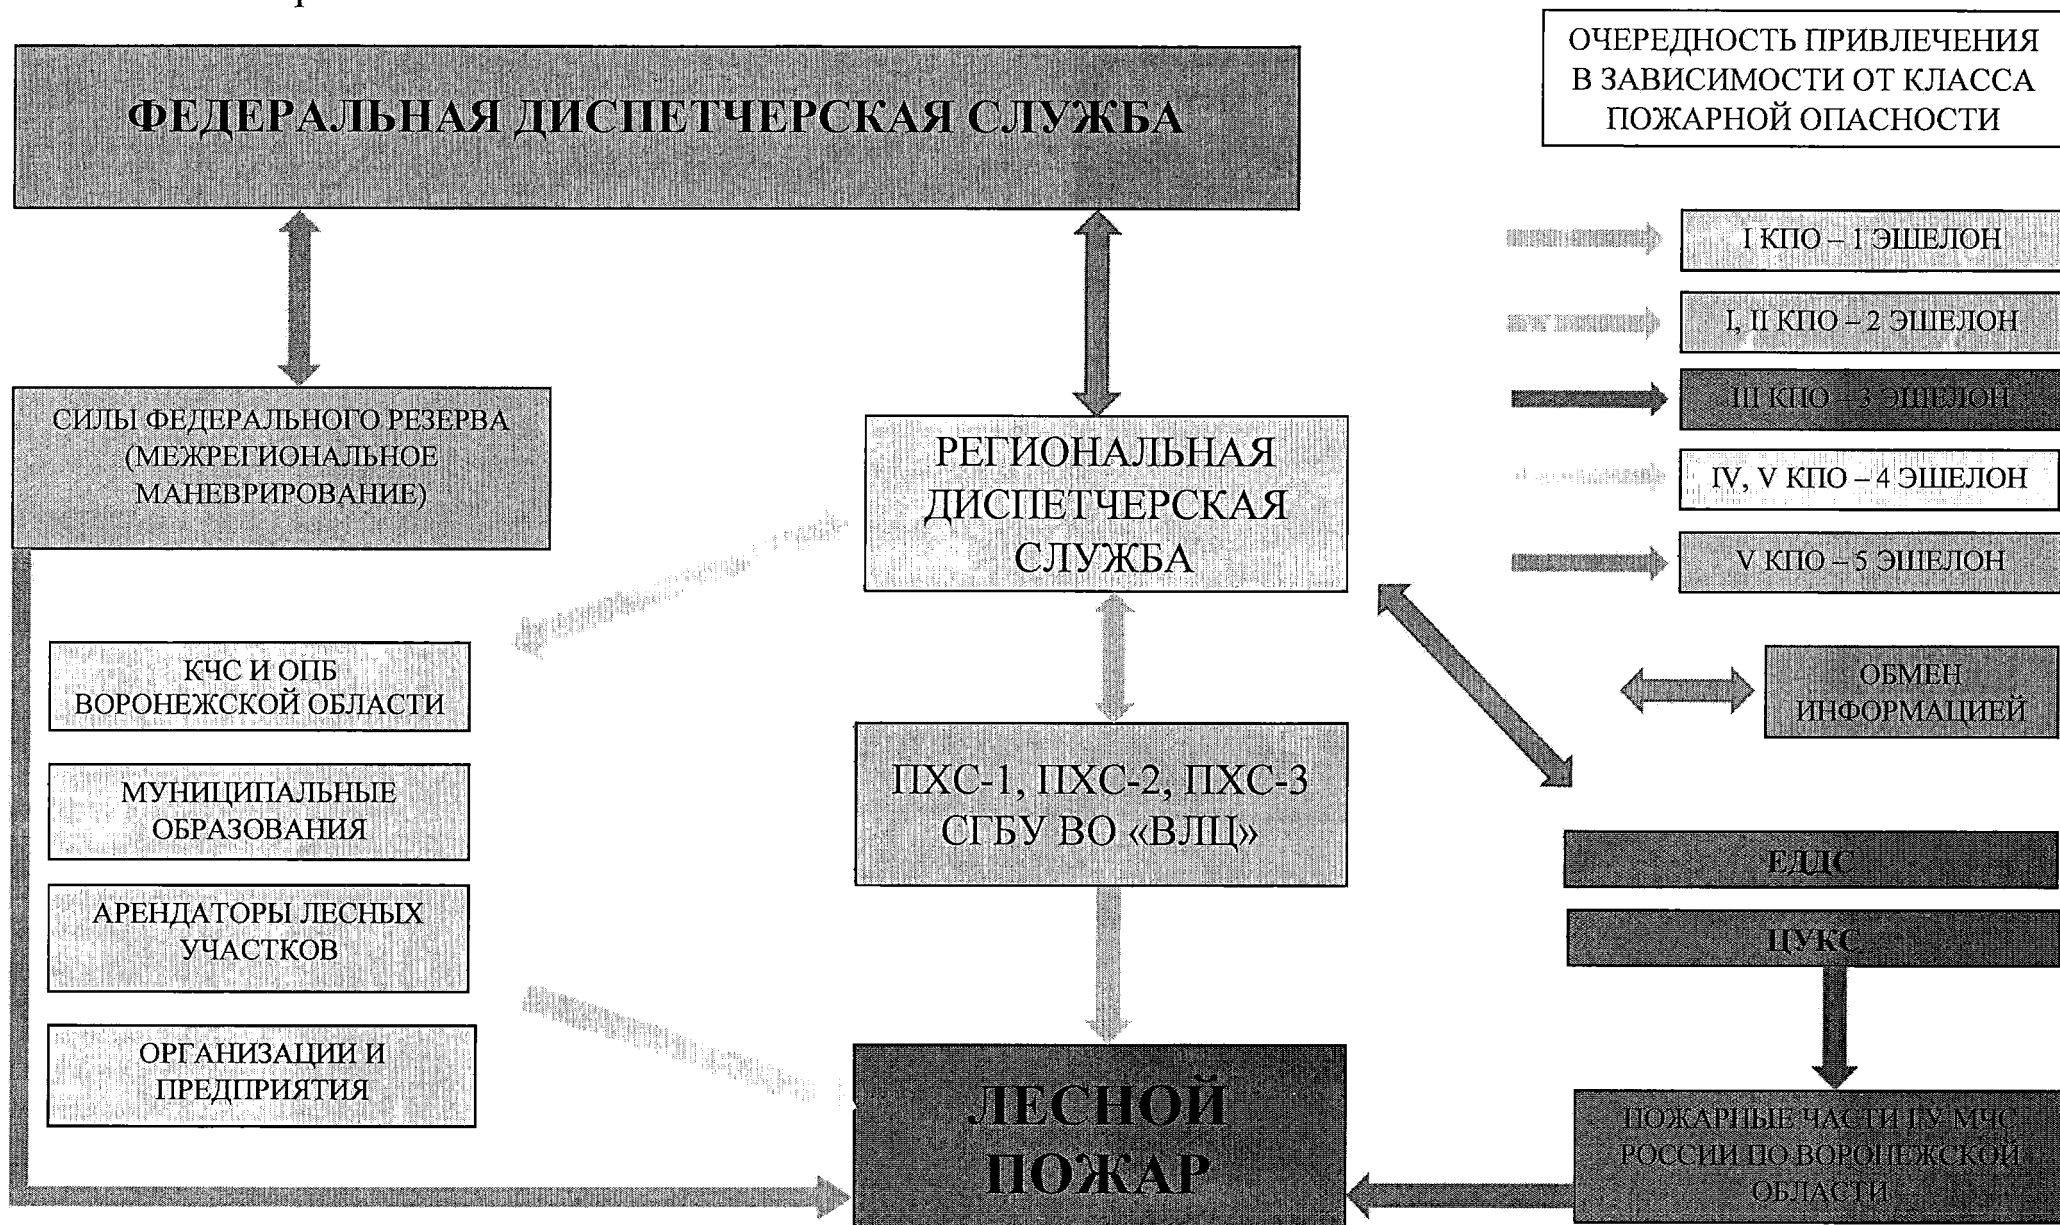 ФЕДЕРАЛЬНАЯ ДИСПЕТЧЕРСКАЯ СЛУЖБА
ОЧЕРЕДНОСТЬ ПРИВЛЕЧЕНИЯ
В ЗАВИСИМОСТИ ОТ КЛАССА
ПОЖАРНОЙ ОПАСНОСТИ
I КПО – 1 ЭШЕЛОН
I, II КПО – 2 ЭШЕЛОН
III КПО – 3 ЭШЕЛОН
IV, V КПО – 4 ЭШЕЛОН
V КПО – 5 ЭШЕЛОН
ОБМЕН
ИНФОРМАЦИЕЙ
СИЛЫ ФЕДЕРАЛЬНОГО РЕЗЕРВА
(МЕЖРЕГИОНАЛЬНОЕ
МАНЕВРИРОВАНИЕ)
РЕГИОНАЛЬНАЯ
ДИСПЕТЧЕРСКАЯ
СЛУЖБА
КЧС И ОПБ
ВОРОНЕЖСКОЙ ОБЛАСТИ
МУНИЦИПАЛЬНЫЕ
ОБРАЗОВАНИЯ
АРЕНДАТОРЫ ЛЕСНЫХ
УЧАСТКОВ
ОРГАНИЗАЦИИ И
ПРЕДПРИЯТИЯ
ПХС-1, ПХС-2, ПХС-3
СГБУ ВО «ВЛЦ»
ЕДДС
ЦУКС
ЛЕСНОЙ
ПОЖАР
ПОЖАРНЫЕ ЧАСТИ ГУ МЧС
РОССИИ ПО ВОРОНЕЖСКОЙ
ОБЛАСТИ